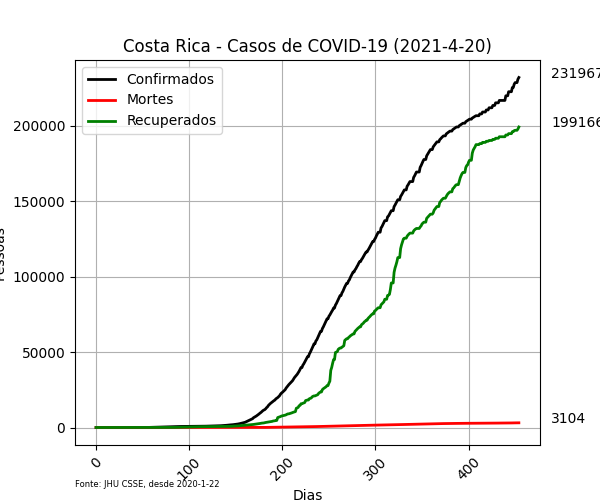 Costa Rica - Casos de COVID-19 (2021-4-20)
Confirmados
Mortes
Recuperados
231967
199166
3104
200000
150000
100000
50000
0
Pessoas
0
100
200
300
400
Dias
Fonte: JHU CSSE, desde 2020-1-22